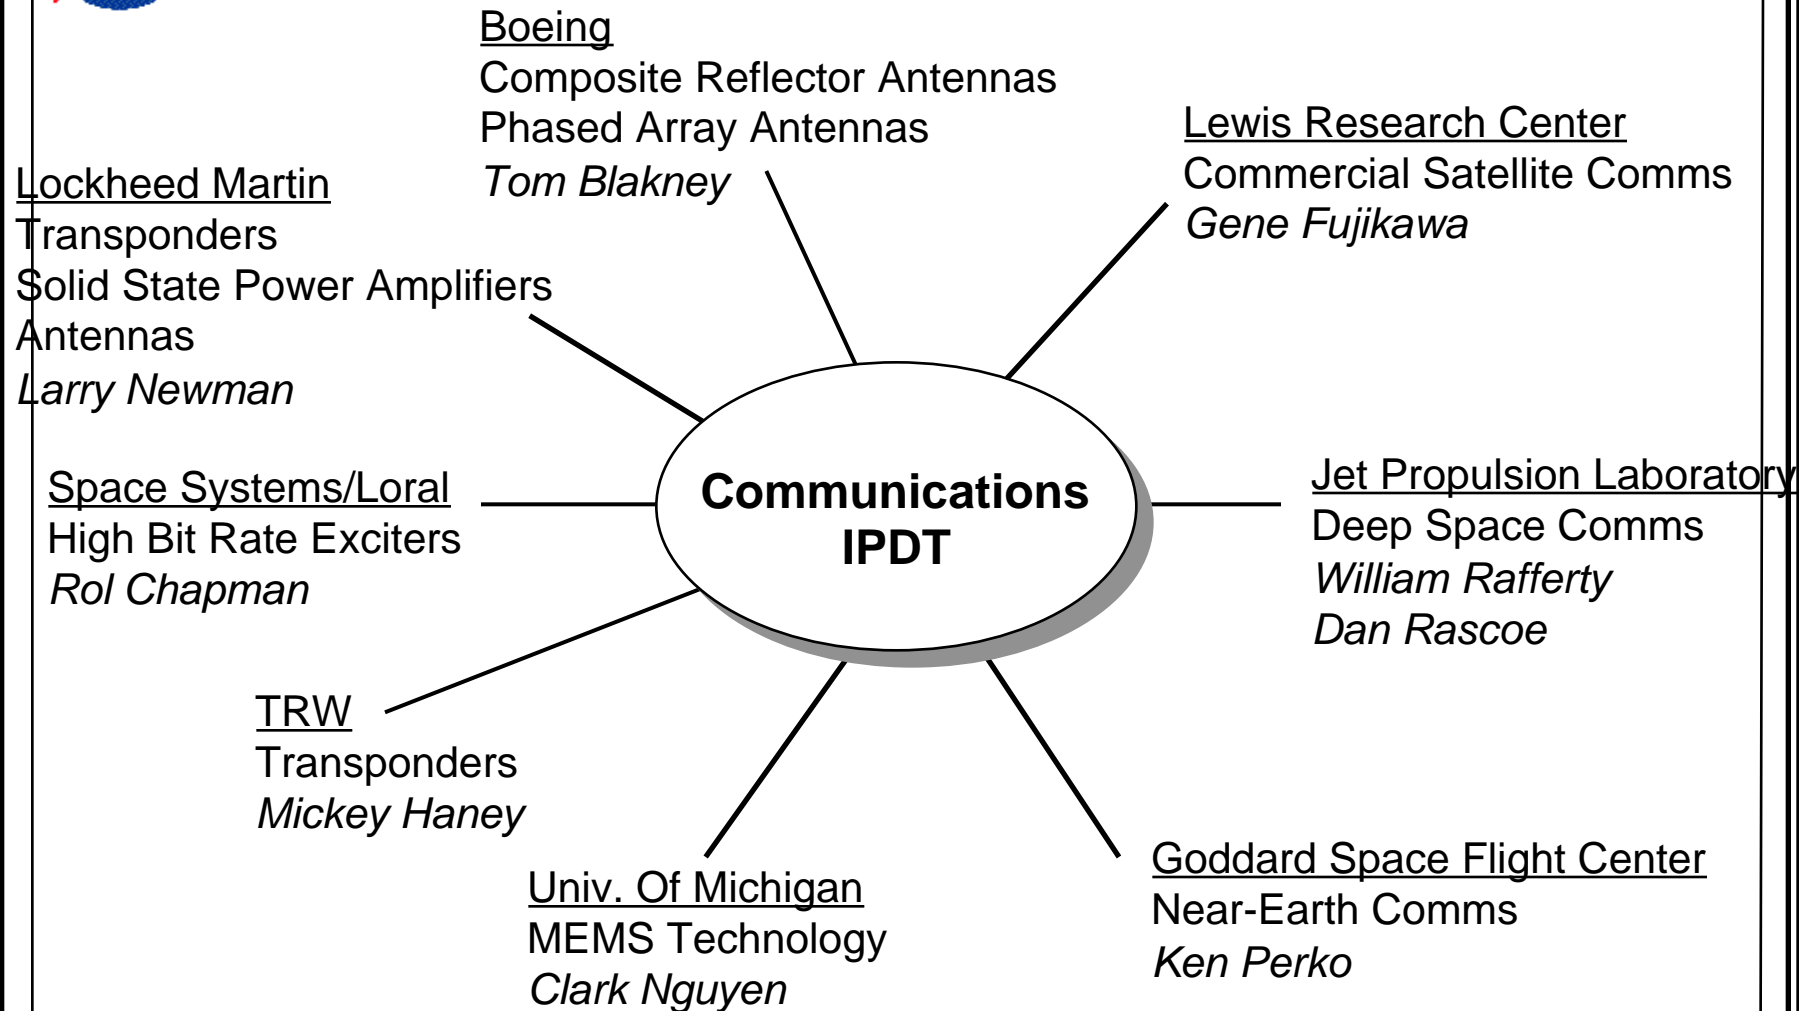 Boeing
Composite Reflector Antennas
Phased Array Antennas
Tom Blakney
Lewis Research Center
Commercial Satellite Comms
Gene Fujikawa
Lockheed Martin
Transponders
Solid State Power Amplifiers
Antennas
Larry Newman
Communications
IPDT
Space Systems/Loral
High Bit Rate Exciters
Rol Chapman
Jet Propulsion Laboratory
Deep Space Comms
William Rafferty
Dan Rascoe
TRW
Transponders
Mickey Haney
Univ. Of Michigan
MEMS Technology
Clark Nguyen
Goddard Space Flight Center
Near-Earth Comms
Ken Perko